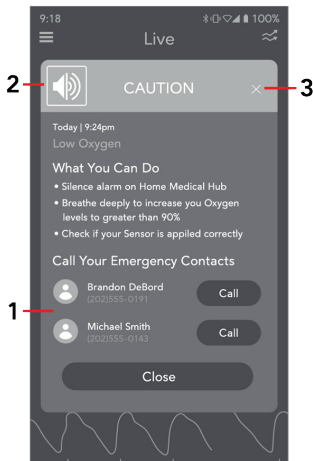 9:18
100%
Live
2
CAUTION
3
Today | 9:24pm
Low Oxygen
What You Can Do
• Silence alarm on Home Medical Hub
• Breathe deeply to increase you Oxygen
levels to greater than 90%
• Check if your Sensor is appiled correctly
Call Your Emergency Contacts
Brandon DeBord
(202)555-0191
Call
1
Michael Smith
(202)555-0143
Call
Close